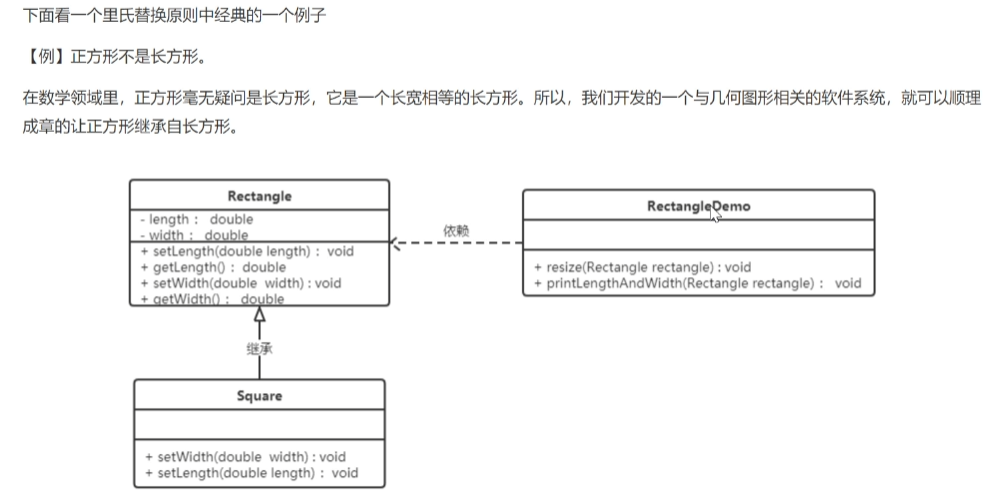 下面看一个里氏替换原则中经典的一个例子
【例】正方形不是长方形。
在数学领域里，正方形毫无疑问是长方形，它是一个长宽相等的长方形。所以，我们开发的一个与几何图形相关的软件系统，就可以顺理
成章的让正方形继承自长方形。
Rectangle
- length： double
- width： double
+ setLength(double length)： void
+ getLength()： double
+ setWidth(double width) : void
+ getWidth()： double
依赖
RectangleDemo
+ resize(Rectangle rectangle) : void
+ printLengthAndWidth(Rectangle rectangle)： void
继承
Square
+ setWidth(double width) : void
+ setLength(double length)： void